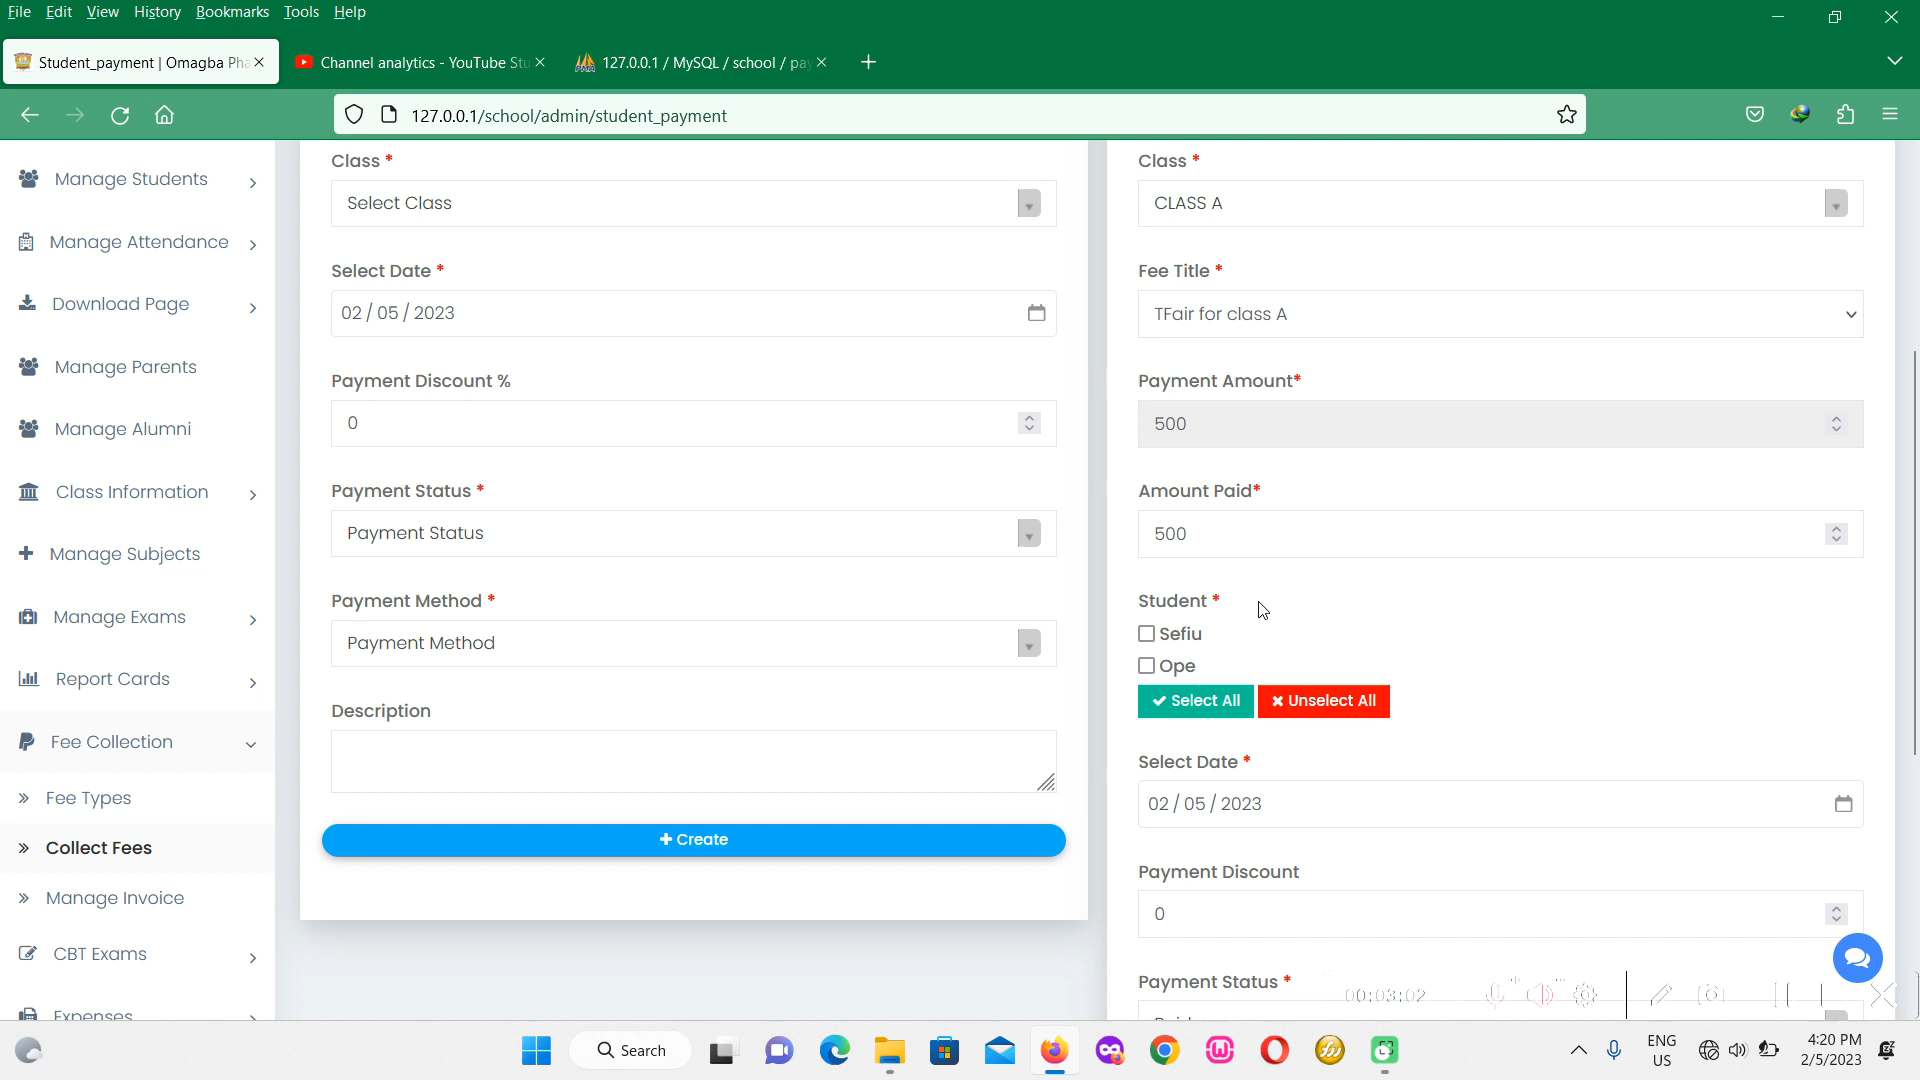 File Edit View History Bookmarks Tools Help
Student_payment | Omagba Pha
Channel analytics - YouTube Stu
127.0.0.1 / MySQL / school / pay
127.0.0.1/school/admin/student_payment
Manage Students
Manage Attendance
Download Page
Manage Parents
Manage Alumni
Class Information
Manage Subjects
Manage Exams
Report Cards
Fee Collection
» Fee Types
» Collect Fees
» Manage Invoice
CBT Exams
Expenses
Class *
Select Class
Select Date *
02 / 05 / 2023
Payment Discount %
0
Payment Status *
Payment Status
Payment Method *
Payment Method
Description
+ Create
Class *
CLASS A
Fee Title *
TFair for class A
Payment Amount*
500
Amount Paid*
500
Student *
Sefiu
Ope
Select All
Unselect All
Select Date *
02 / 05 / 2023
Payment Discount
0
Payment Status *
00:03:02
Search
ENG
US
4:20 PM
2/5/2023